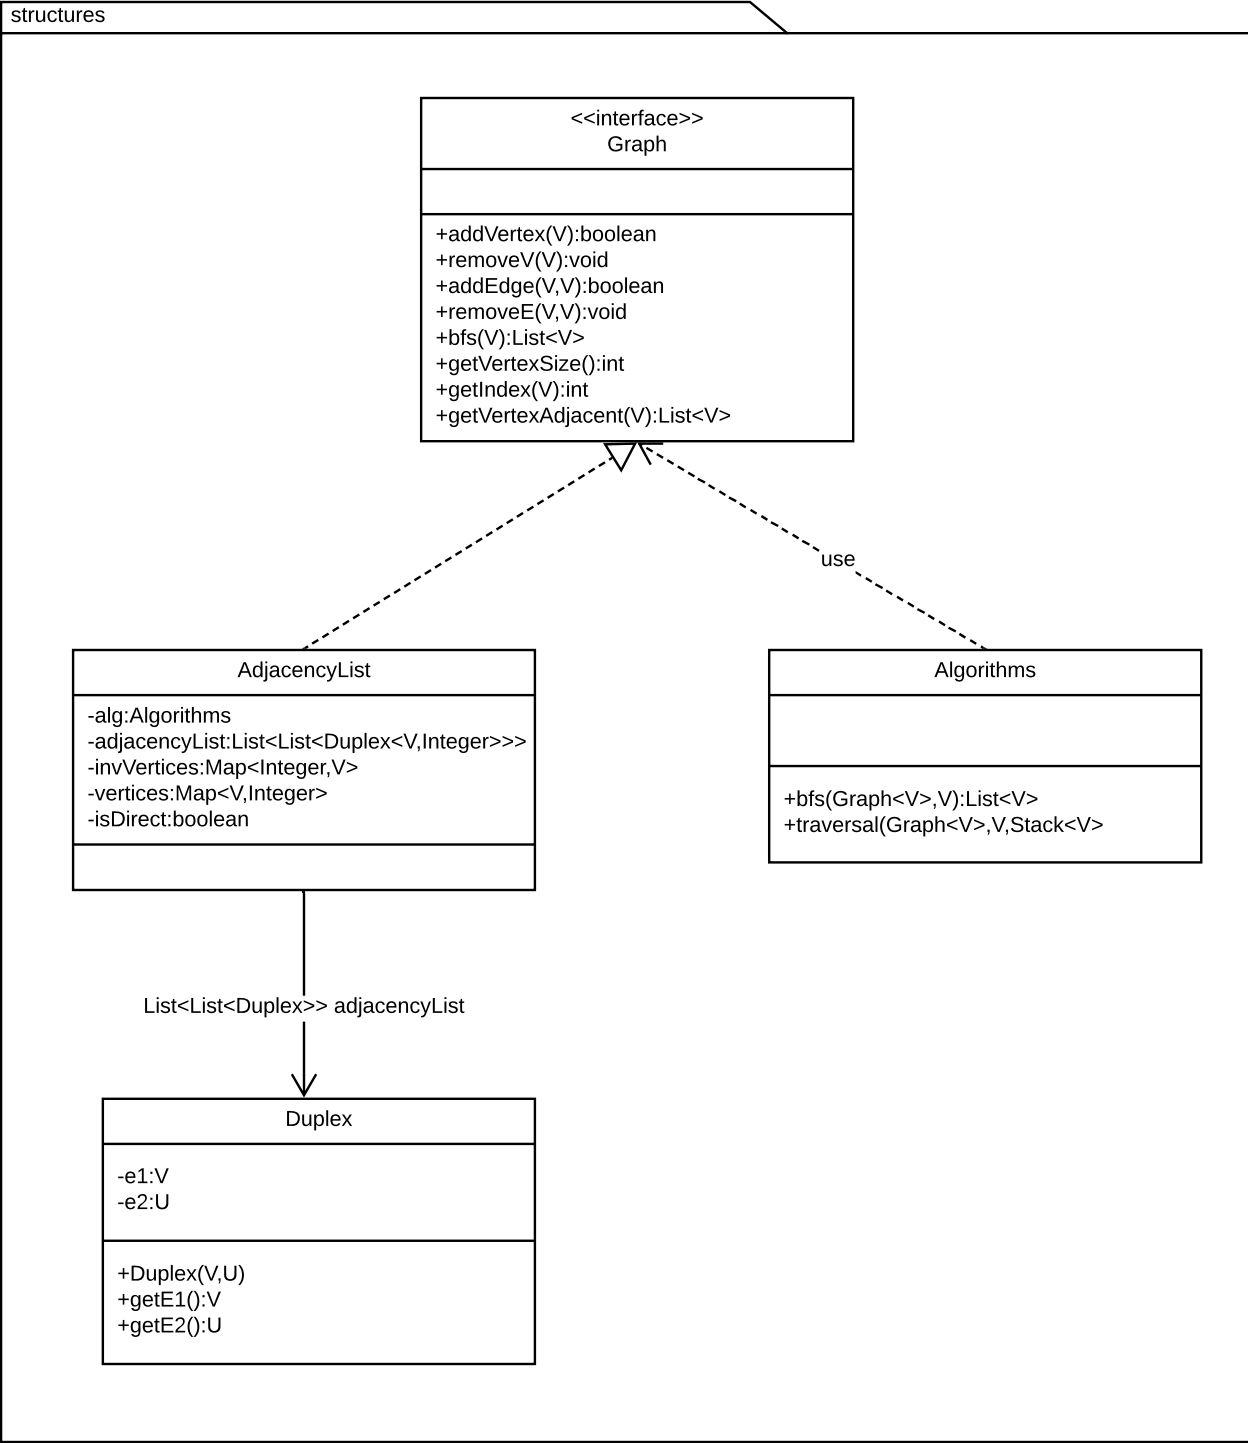 structures
<<interface>>
Graph
+addVertex(V):boolean
+removeV(V):void
+addEdge(V,V):boolean
+removeE(V,V):void
+bfs(V):List<V>
+getVertexSize():int
+getIndex(V):int
+getVertexAdjacent(V):List<V>
use
AdjacencyList
-alg:Algorithms
-adjacencyList:List<List<Duplex<V,Integer>>>
-invVertices:Map<Integer,V>
-vertices:Map<V,Integer>
-isDirect:boolean
Algorithms
+bfs(Graph<V>,V):List<V>
+traversal(Graph<V>,V,Stack<V>
List<List<Duplex>> adjacencyList
Duplex
-e1:V
-e2:U
+Duplex(V,U)
+getE1():V
+getE2():U